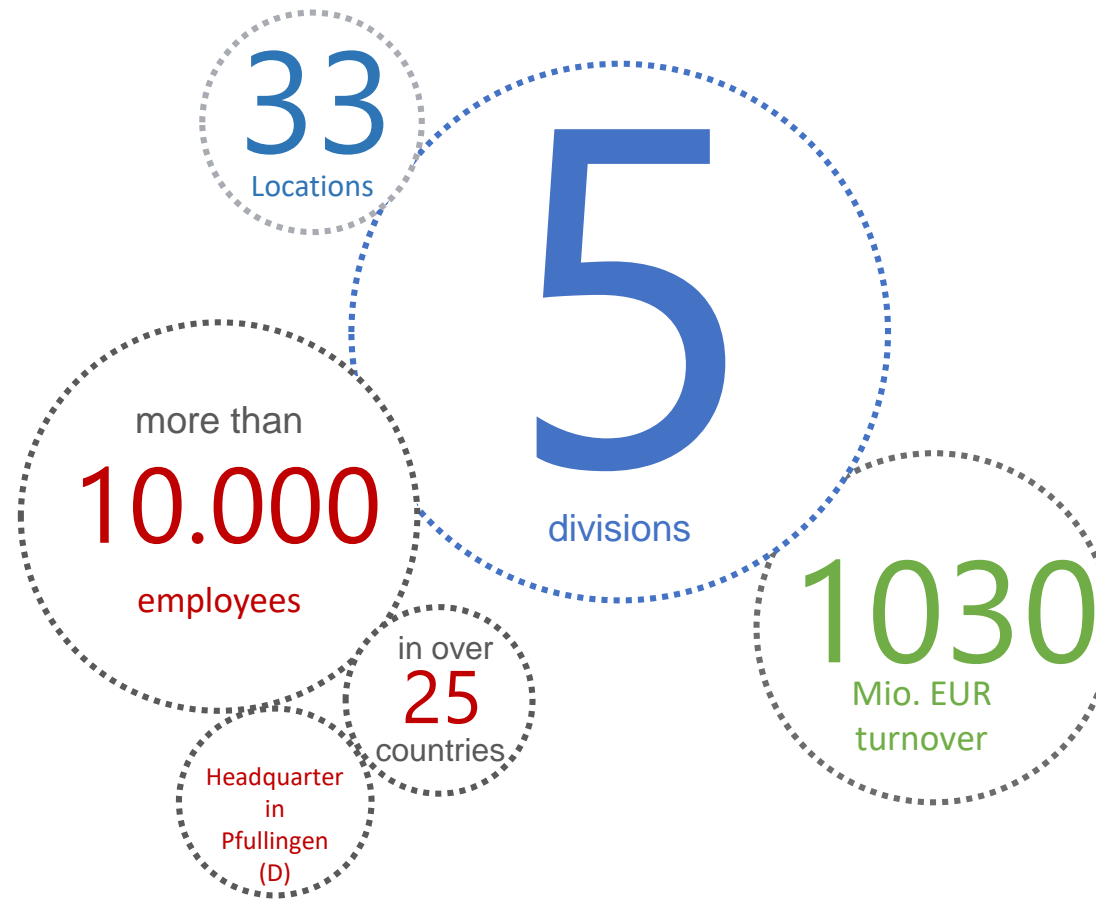 33
Locations
5
divisions
more than
10.000
employees
in over
25
countries
Headquarter
in
Pfullingen
(D)
1030
Mio. EUR
turnover